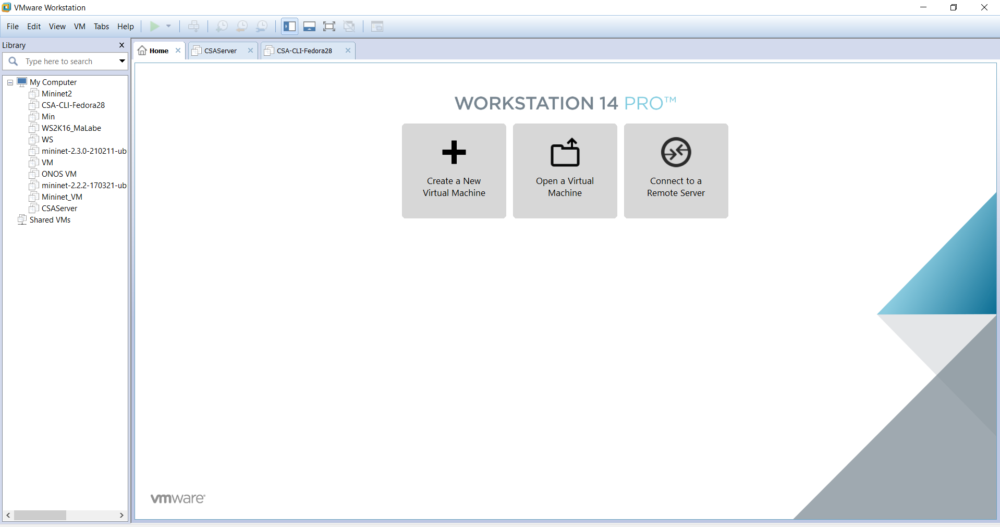 VMware Workstation
File Edit View VM Tabs Help
Library X
Type here to search
My Computer
Mininet2
CSA-CLI-Fedora28
Min
WS2K16_MaLabe
WS
mininet-2.3.0-210211-ub
VM
ONOS VM
mininet-2.2.2-170321-ub
Mininet_VM
CSAServer
Shared VMs
Home CSAServer CSA-CLI-Fedora28
WORKSTATION 14 PRO™
Create a New
Virtual Machine
Open a Virtual
Machine
Connect to a
Remote Server
vmware